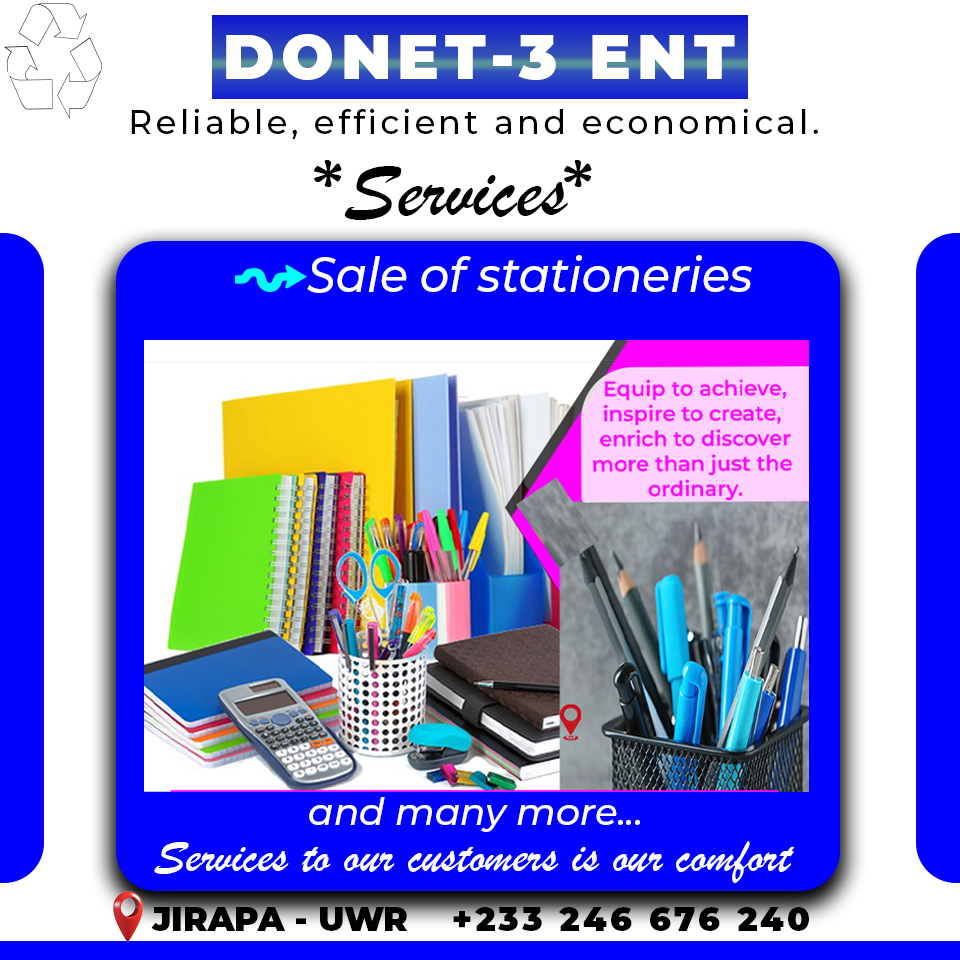 DONET-3 ENT
Reliable, efficient and economical.
*Services*
Sale of stationeries
Equip to achieve,
inspire to create,
enrich to discover
more than just the
ordinary.
and many more...
Services to our customers is our comfort
JIRAPA - UWR +233 246 676 240